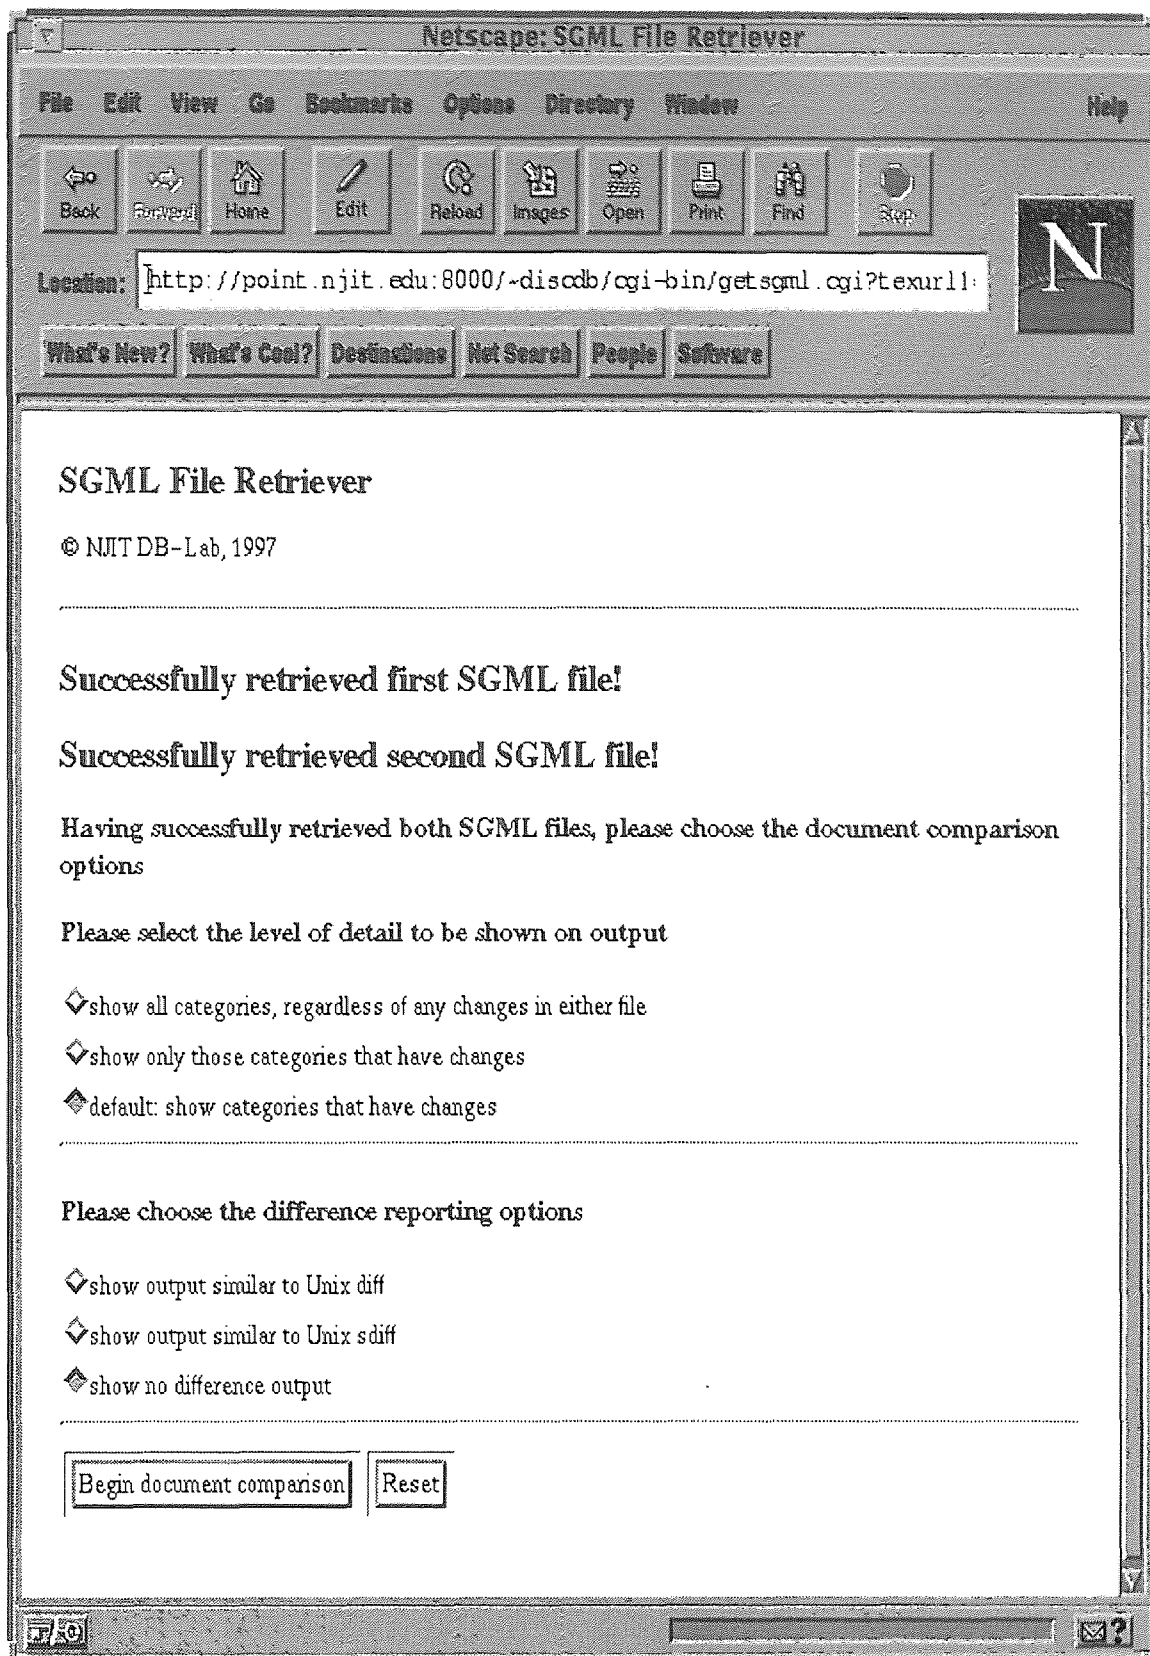 Netscape: SGML File Retriever
File Edit View Go Bookmarks Options Directory Window Help
Back Forward Home Edit Reload Images Open Print Find Stop
N
Location: http://point.njit.edu:8000/~discdb/cgi-bin/getsgml.cgi?texurl1=
What's New? What's Cool? Destinations Net Search People Software
SGML File Retriever
© NJIT DB-Lab, 1997
Successfully retrieved first SGML file!
Successfully retrieved second SGML file!
Having successfully retrieved both SGML files, please choose the document comparison
options
Please select the level of detail to be shown on output
show all categories, regardless of any changes in either file
show only those categories that have changes
default: show categories that have changes
Please choose the difference reporting options
show output similar to Unix diff
show output similar to Unix sdiff
show no difference output
Begin document comparison Reset
?